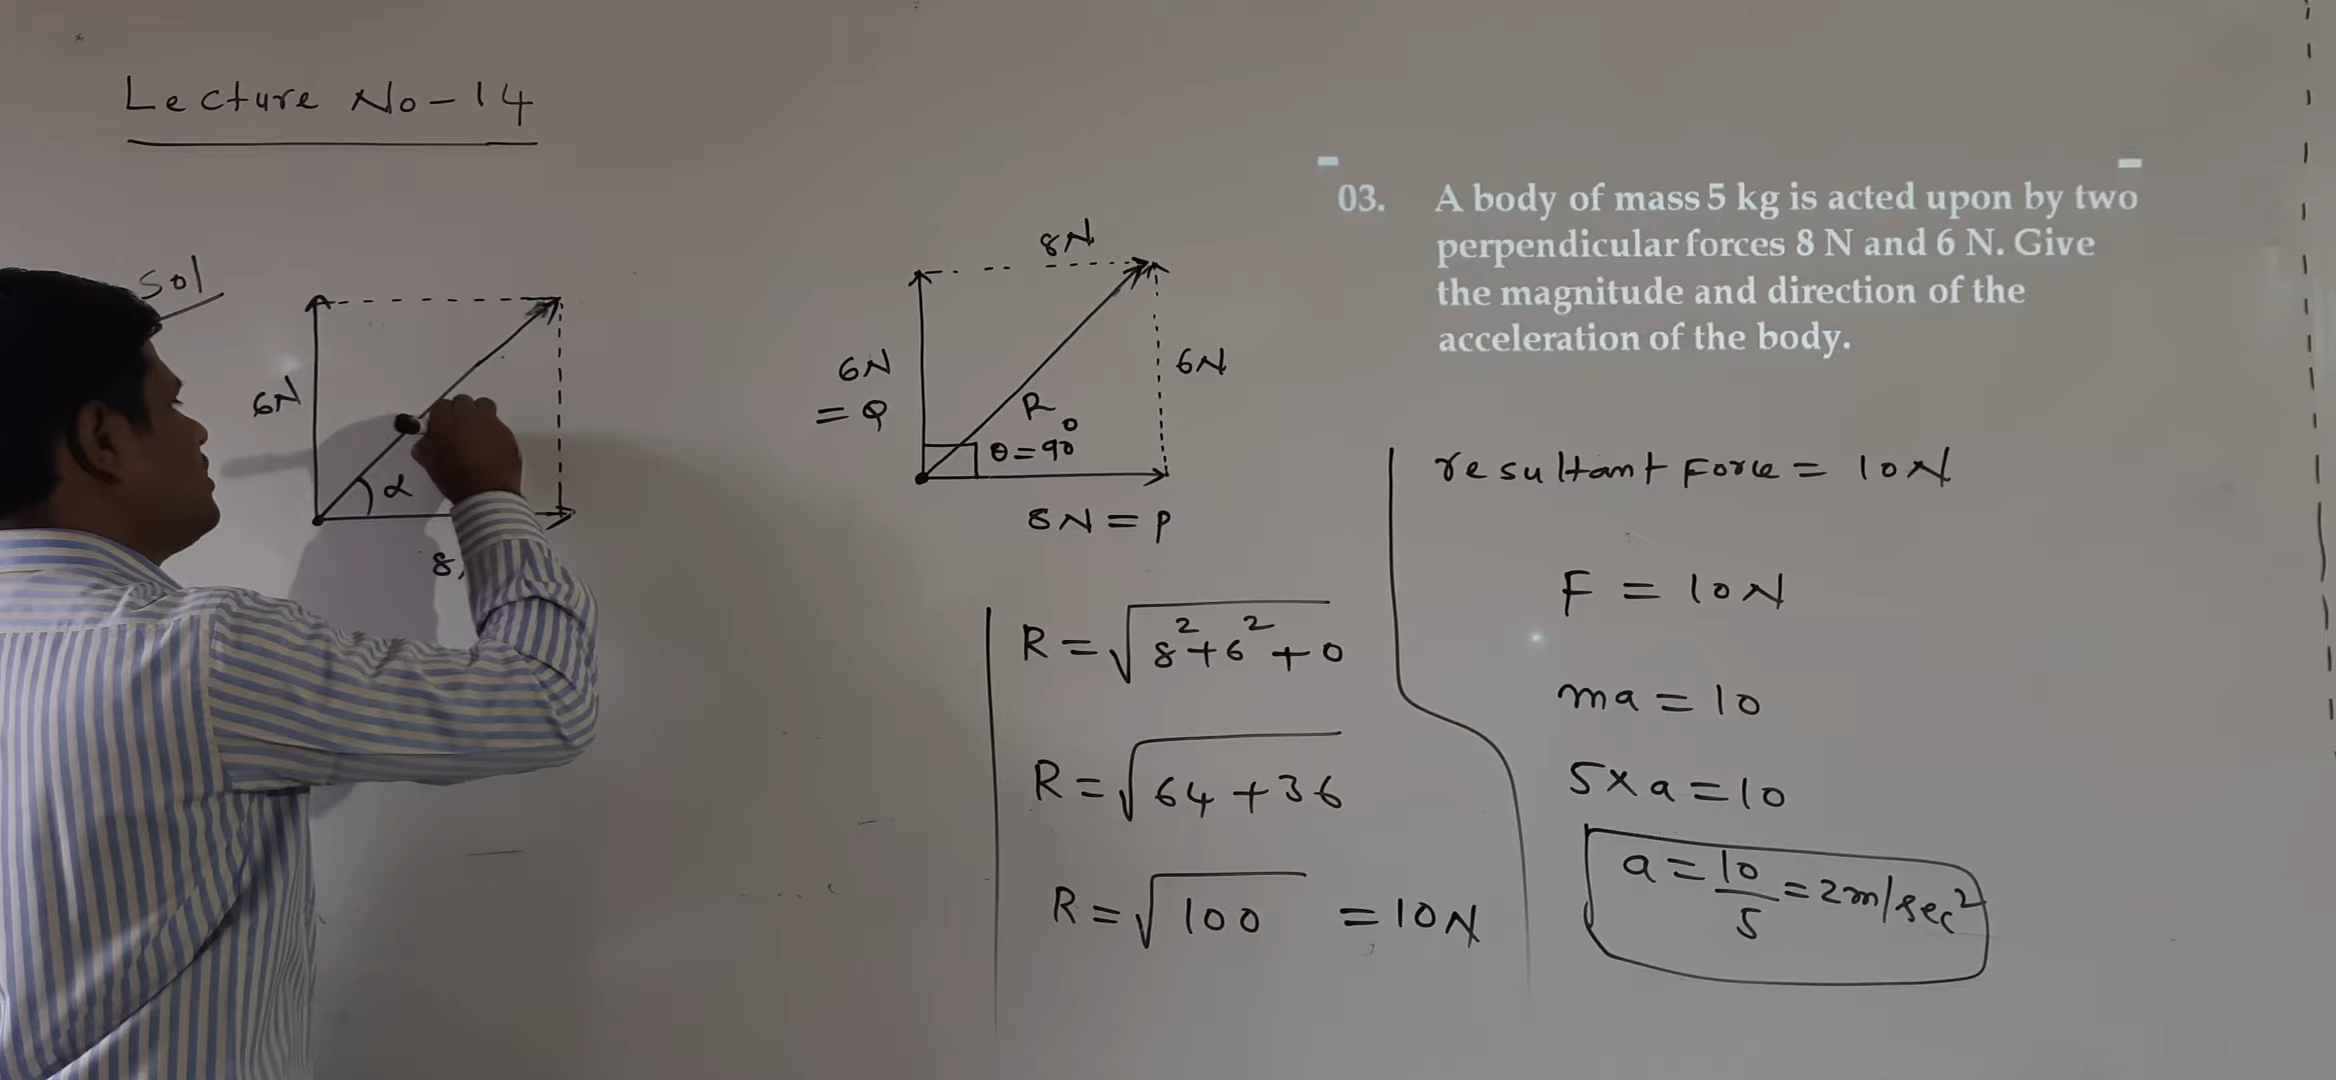 Lecture No-14
Sol
6N
α
8
8N
6N
= Q
6N
R
θ=90°
8N = P
R = √8²+6²+0
R = √64+36
R = √100 = 10N
03. A body of mass 5 kg is acted upon by two
perpendicular forces 8 N and 6 N. Give
the magnitude and direction of the
acceleration of the body.
resultant Force = 10N
F = 10N
ma = 10
5×a = 10
a = 10/5 = 2m/sec²